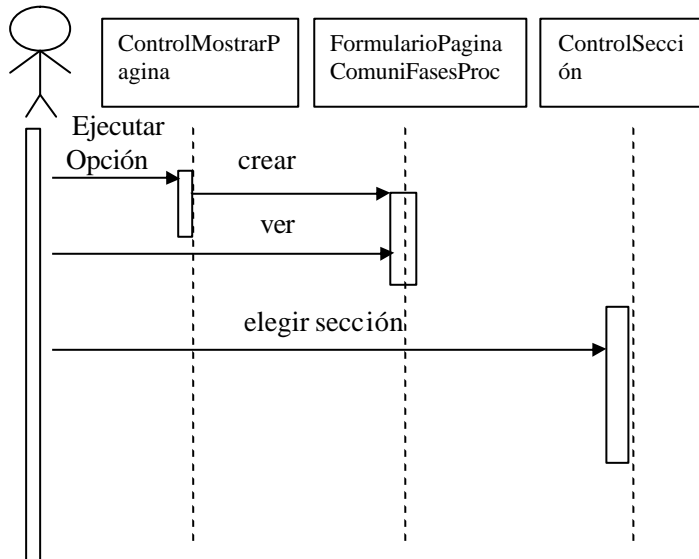 ControlMostrarP
agina
FormularioPagina
ComuniFasesProc
ControlSecci
ón
Ejecutar
Opción
crear
ver
elegir sección